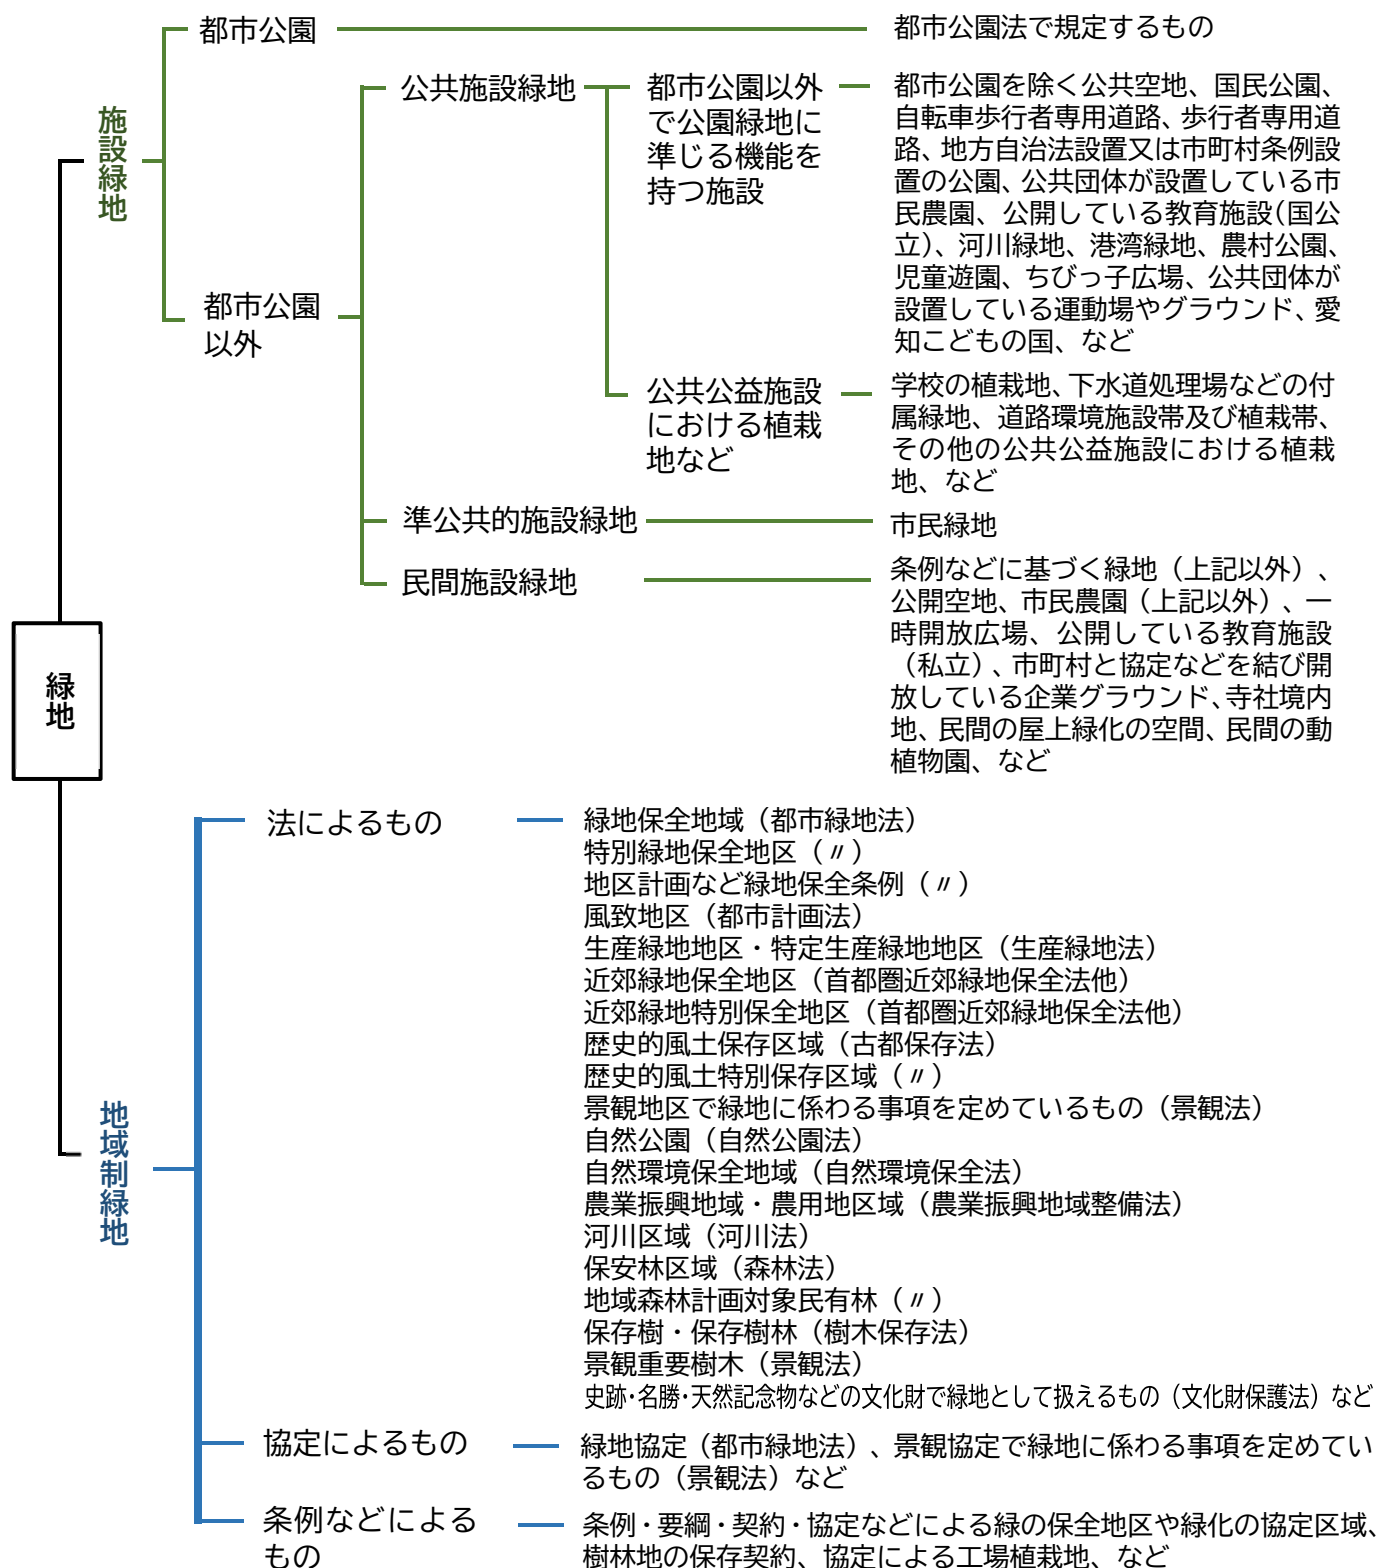 緑地
施設緑地
都市公園
都市公園法で規定するもの
都市公園
以外
公共施設緑地
都市公園以外
で公園緑地に
準じる機能を
持つ施設
都市公園を除く公共空地、国民公園、
自転車歩行者専用道路、歩行者専用道
路、地方自治法設置又は市町村条例設
置の公園、公共団体が設置している市
民農園、公開している教育施設(国公
立)、河川緑地、港湾緑地、農村公園、
児童遊園、ちびっ子広場、公共団体が
設置している運動場やグラウンド、愛
知こどもの国、など
公共公益施設
における植栽
地など
学校の植栽地、下水道処理場などの付
属緑地、道路環境施設帯及び植栽帯、
その他の公共公益施設における植栽
地、など
準公共的施設緑地
市民緑地
民間施設緑地
条例などに基づく緑地（上記以外）、
公開空地、市民農園（上記以外）、一
時開放広場、公開している教育施設
（私立）、市町村と協定などを結び開
放している企業グラウンド、寺社境内
地、民間の屋上緑化の空間、民間の動
植物園、など
地域制緑地
法によるもの
緑地保全地域（都市緑地法）
特別緑地保全地区（〃）
地区計画など緑地保全条例（〃）
風致地区（都市計画法）
生産緑地地区・特定生産緑地地区（生産緑地法）
近郊緑地保全地区（首都圏近郊緑地保全法他）
近郊緑地特別保全地区（首都圏近郊緑地保全法他）
歴史的風土保存区域（古都保存法）
歴史的風土特別保存区域（〃）
景観地区で緑地に係わる事項を定めているもの（景観法）
自然公園（自然公園法）
自然環境保全地域（自然環境保全法）
農業振興地域・農用地区域（農業振興地域整備法）
河川区域（河川法）
保安林区域（森林法）
地域森林計画対象民有林（〃）
保存樹・保存樹林（樹木保存法）
景観重要樹木（景観法）
史跡・名勝・天然記念物などの文化財で緑地として扱えるもの（文化財保護法）など
協定によるもの
緑地協定（都市緑地法）、景観協定で緑地に係わる事項を定めてい
るもの（景観法）など
条例などによる
もの
条例・要綱・契約・協定などによる緑の保全地区や緑化の協定区域、
樹林地の保存契約、協定による工場植栽地、など